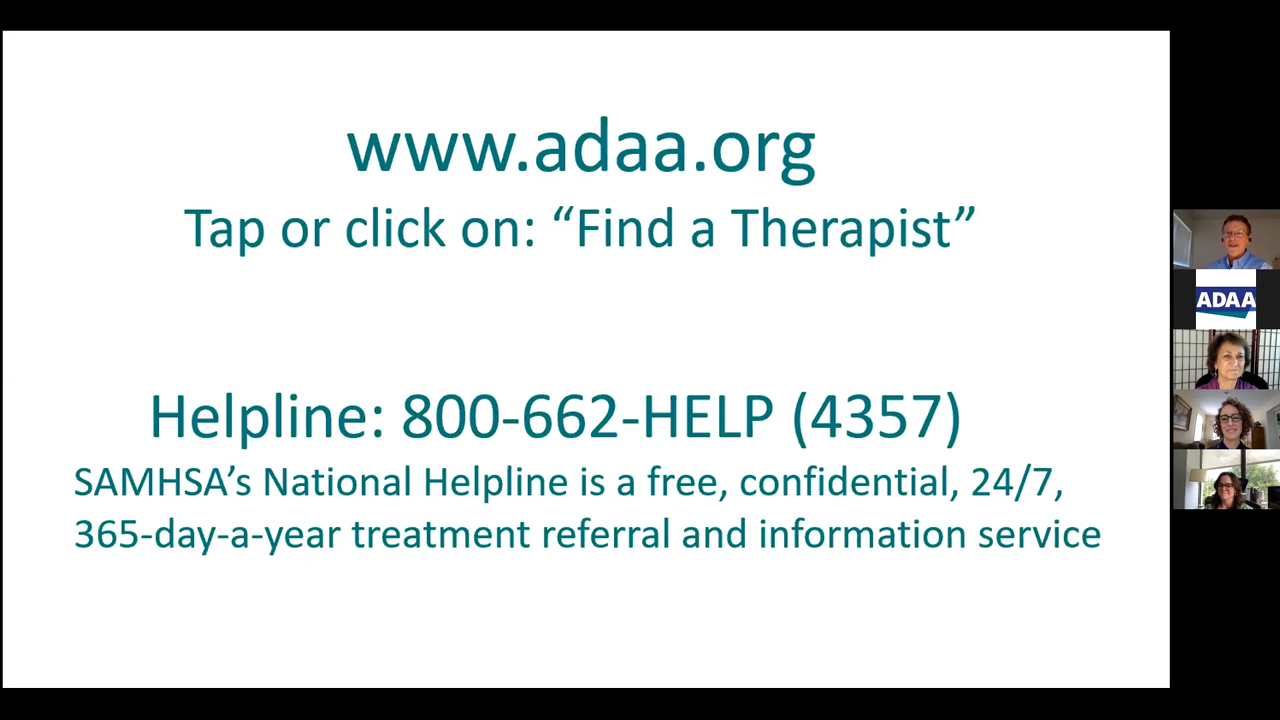 www.adaa.org
Tap or click on: “Find a Therapist”
Helpline: 800-662-HELP (4357)
SAMHSA’s National Helpline is a free, confidential, 24/7,
365-day-a-year treatment referral and information service
ADAA